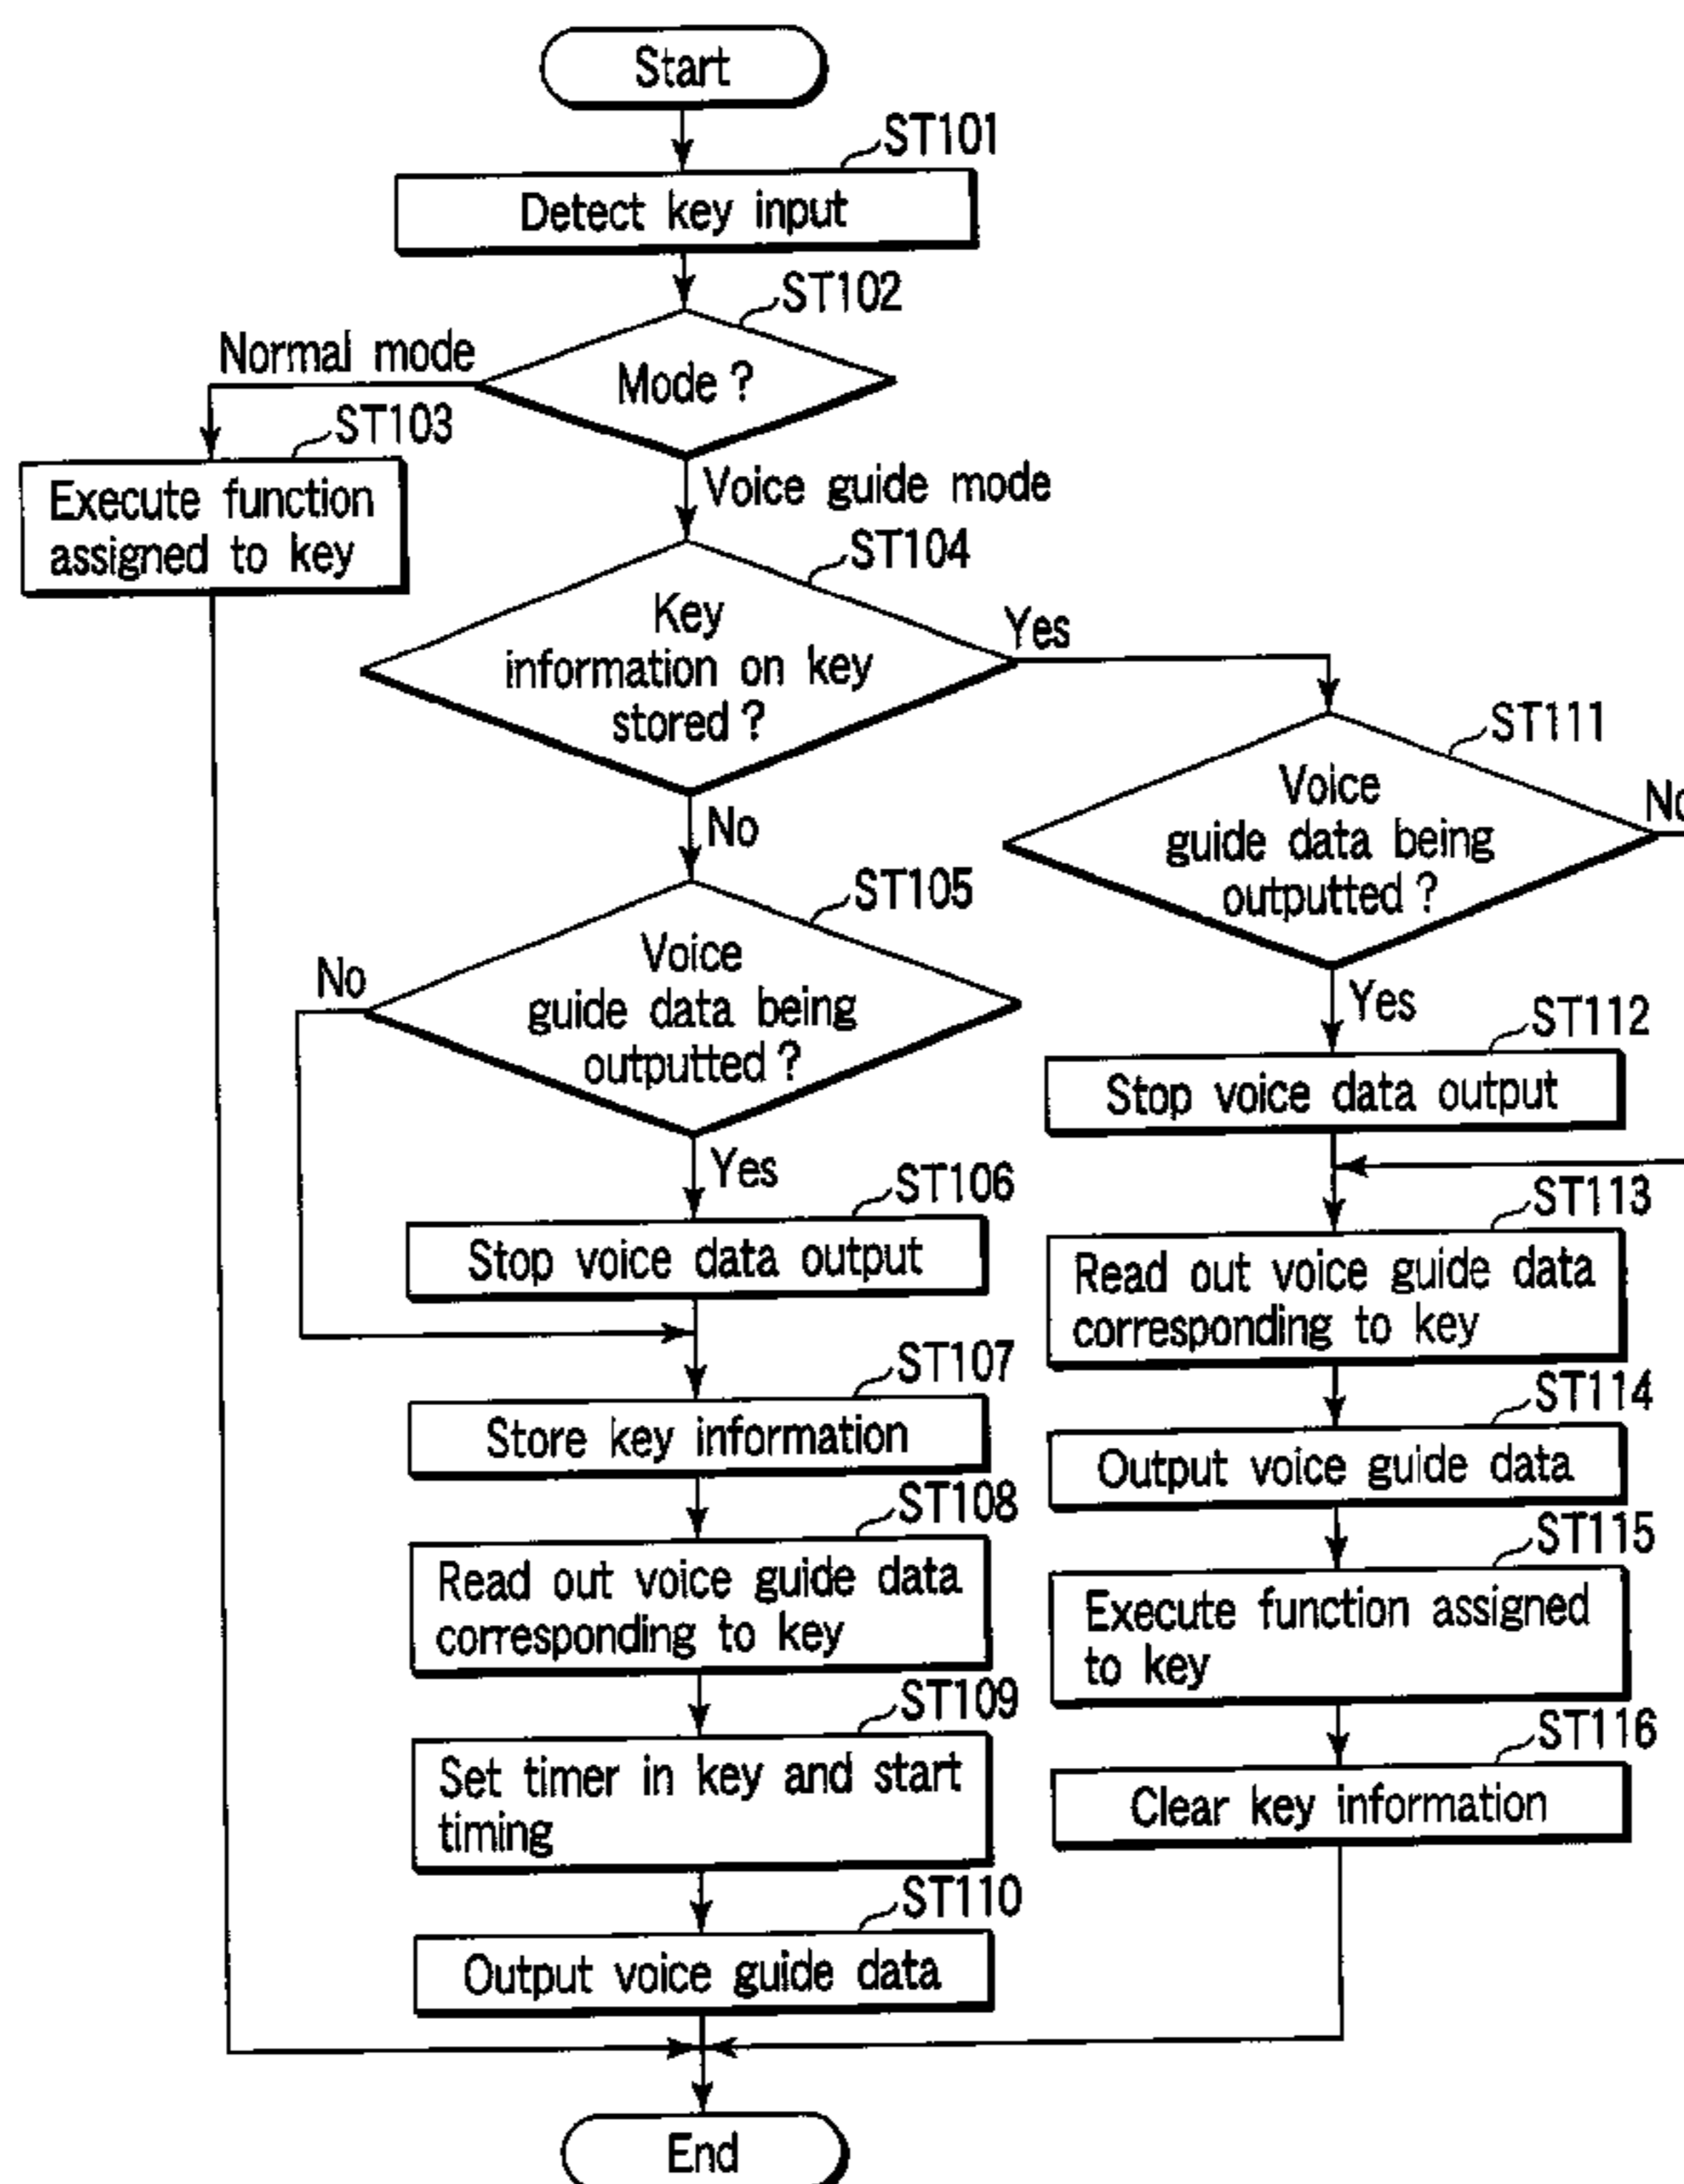 Start
ST101
Detect key input
ST102
Normal mode
Mode?
ST103
Execute function
assigned to key
Voice guide mode
ST104
Key
information on key
stored?
Yes
ST111
Voice
guide data being
outputted?
No
No
ST105
Voice
guide data being
outputted?
No
Yes
ST112
Stop voice data output
Yes
ST106
Stop voice data output
ST113
Read out voice guide data
corresponding to key
ST107
Store key information
ST114
Output voice guide data
ST108
Read out voice guide data
corresponding to key
ST115
Execute function assigned
to key
ST109
Set timer in key and start
timing
ST116
Clear key information
ST110
Output voice guide data
End